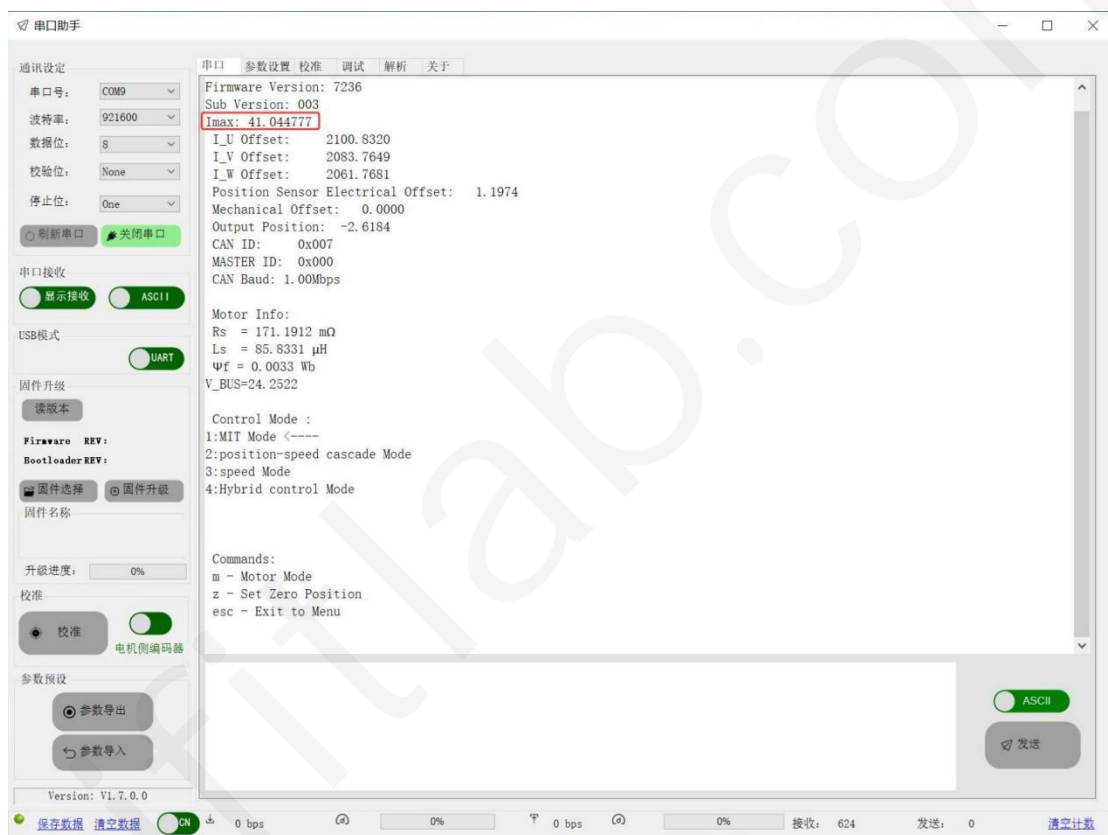 串口助手
通讯设定
串口号: COM9
波特率: 921600
数据位: 8
校验位: None
停止位: One
刷新串口 关闭串口
串口接收
显示接收 ASCII
USB模式
UART
固件升级
读版本
Firmware REV:
Bootloader REV:
固件选择 固件升级
固件名称
升级进度: 0%
校准
校准
电机侧编码器
参数预设
参数导出
参数导入
Version: V1.7.0.0
串口 参数设置 校准 调试 解析 关于
Firmware Version: 7236
Sub Version: 003
Imax: 41.044777
I_U Offset: 2100.8320
I_V Offset: 2083.7649
I_W Offset: 2061.7681
Position Sensor Electrical Offset: 1.1974
Mechanical Offset: 0.0000
Output Position: -2.6184
CAN ID: 0x007
MASTER ID: 0x000
CAN Baud: 1.00Mbps
Motor Info:
Rs = 171.1912 mΩ
Ls = 85.8331 μH
Ψf = 0.0033 Wb
V_BUS=24.2522
Control Mode :
1:MIT Mode <----
2:position-speed cascade Mode
3:speed Mode
4:Hybrid control Mode
Commands:
m - Motor Mode
z - Set Zero Position
esc - Exit to Menu
ASCII
发送
保存数据 清空数据 CN 0 bps 0% 0 bps 0% 接收: 624 发送: 0 清空计数